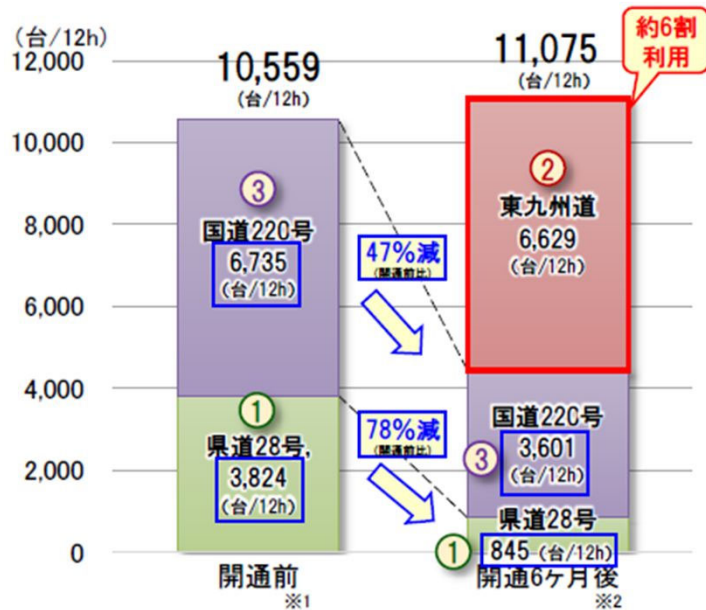 (台/12h)
12,000
10,000
8,000
6,000
4,000
2,000
0
10,559
(台/12h)
③
国道220号
6,735
(台/12h)
①
県道28号,
3,824
(台/12h)
開通前
※1
47%減
(開通前比)
78%減
(開通前比)
11,075
(台/12h)
約6割
利用
②
東九州道
6,629
(台/12h)
国道220号
③
3,601
(台/12h)
県道28号
①
845 (台/12h)
開通6ケ月後
※2